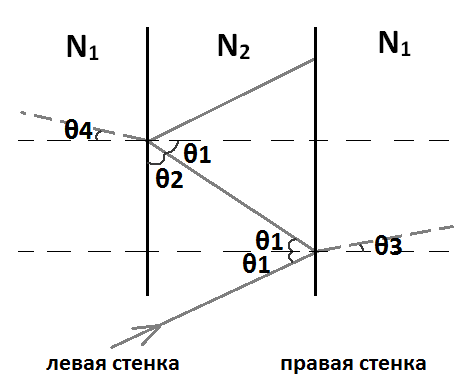 N₁ N₂ N₁
θ4 θ1
θ2
θ1
θ1 θ3
левая стенка правая стенка